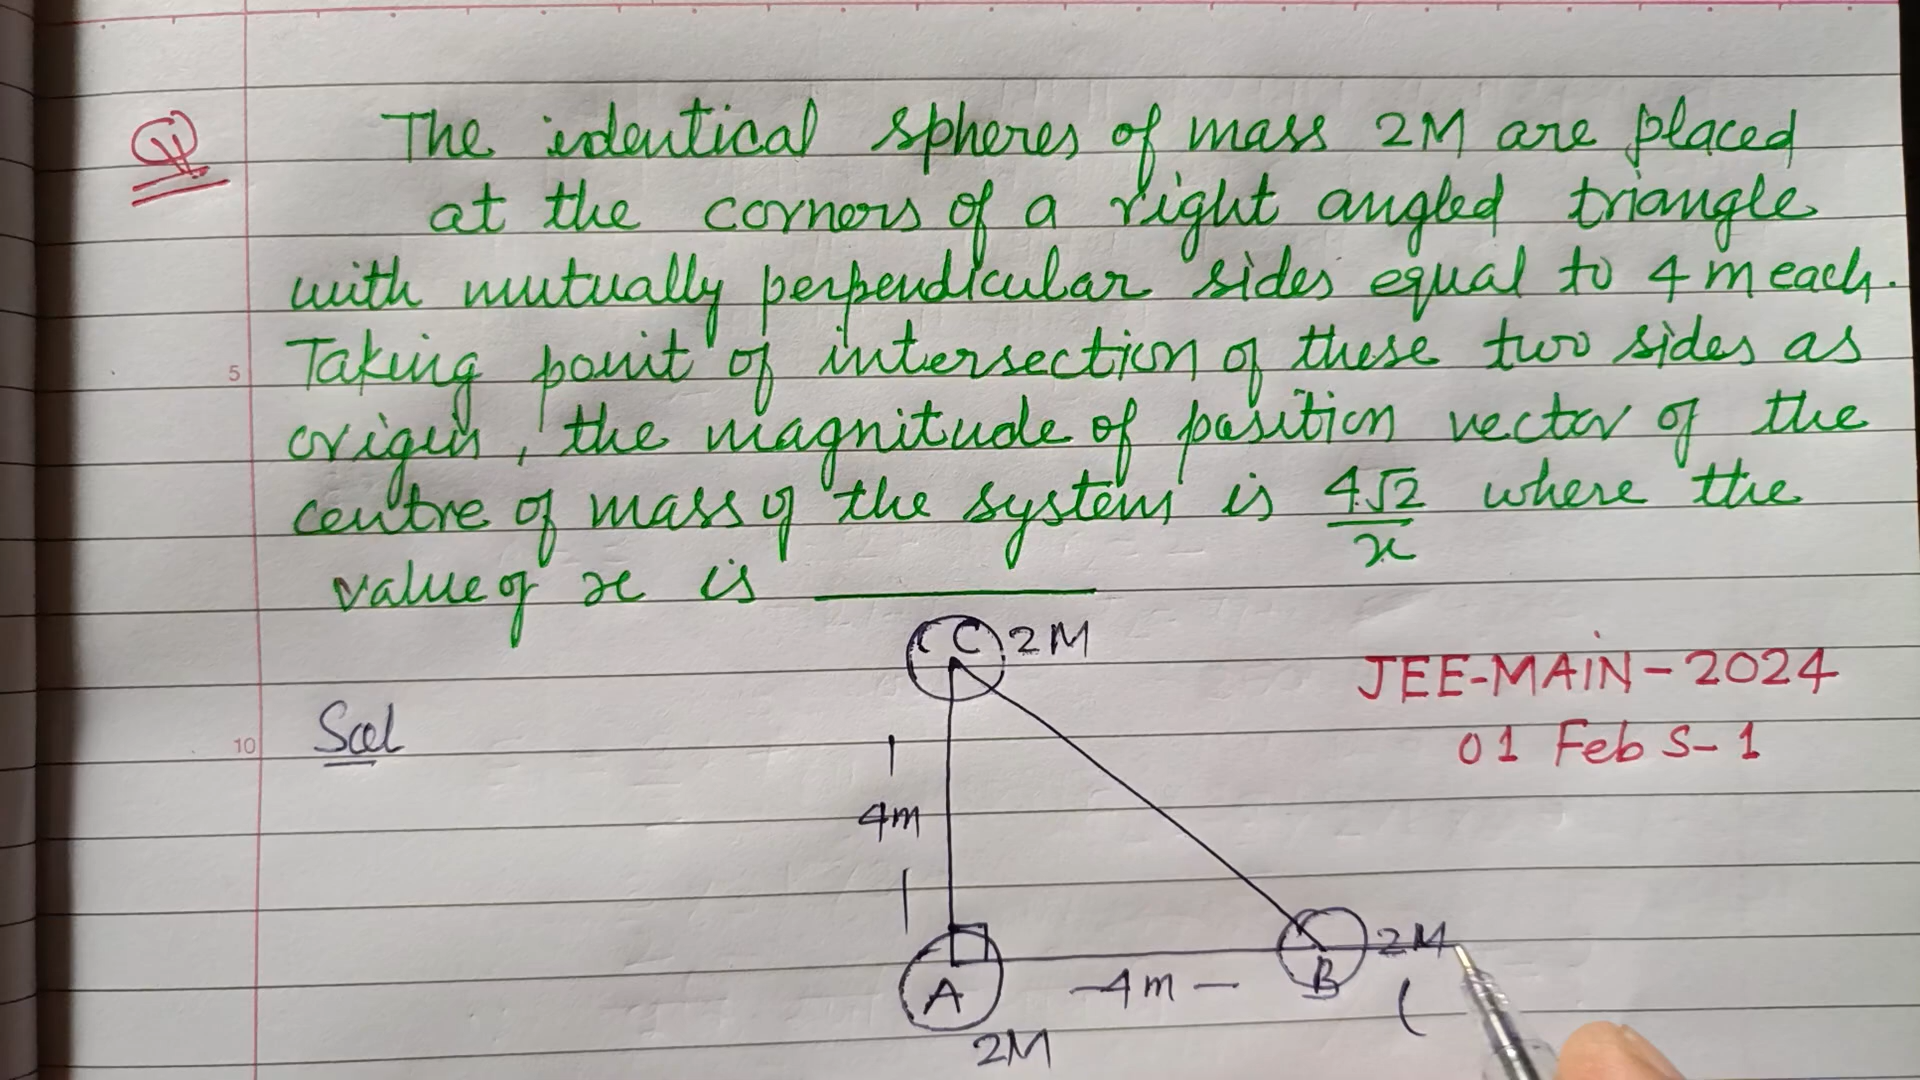 Q
The identical spheres of mass 2M are placed
at the corners of a right angled triangle
with mutually perpendicular sides equal to 4 m each.
Taking point of intersection of these two sides as
origin, the magnitude of position vector of the
centre of mass of the system is 4√2/x where the
value of x is ________
C 2M
JEE-MAIN-2024
01 Feb S-1
Sol
4m
2M
A
-4m-
B
(
2M
5
10